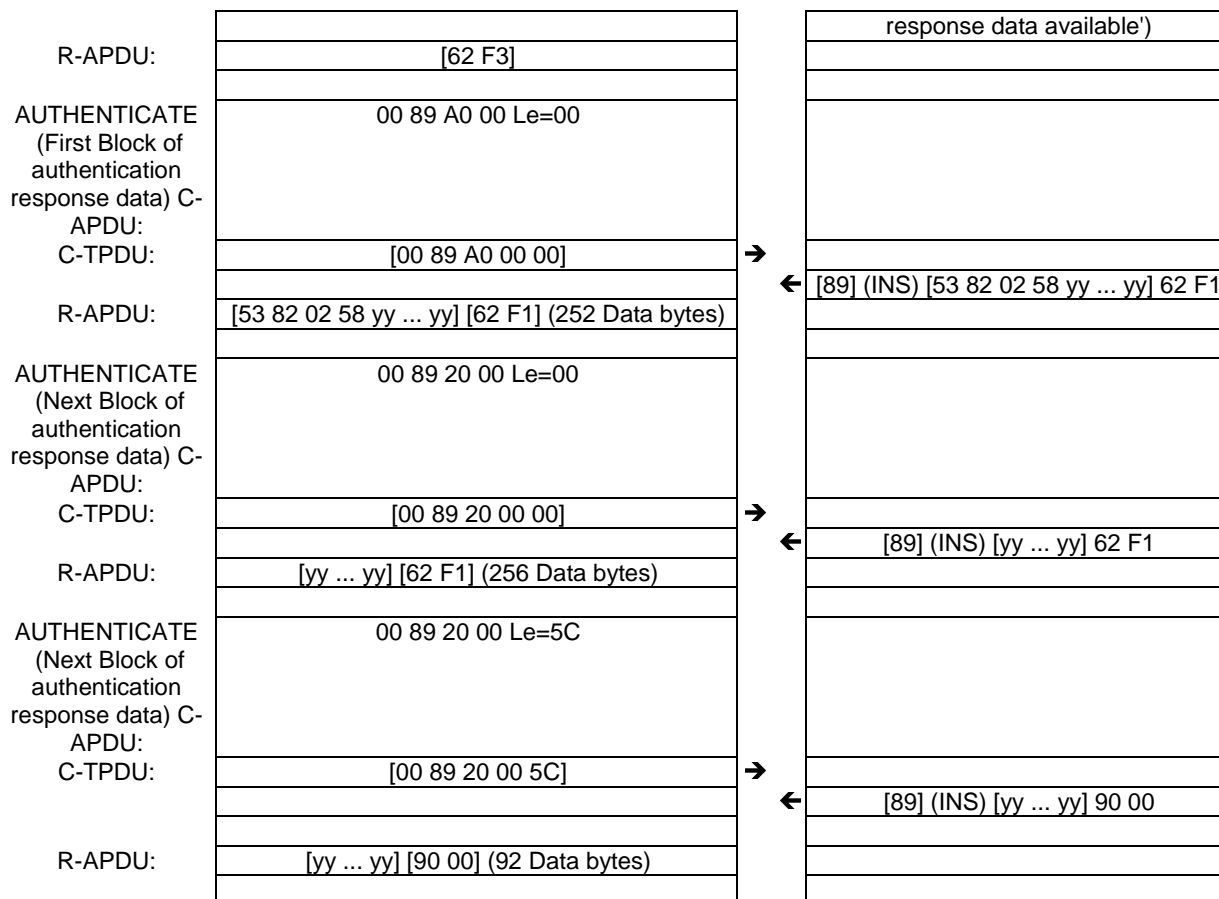 response data available')
R-APDU: [62 F3]
AUTHENTICATE 00 89 A0 00 Le=00
(First Block of
authentication
response data) C-
APDU:
C-TPDU: [00 89 A0 00 00] ➔
🡸 [89] (INS) [53 82 02 58 yy ... yy] 62 F1
R-APDU: [53 82 02 58 yy ... yy] [62 F1] (252 Data bytes)
AUTHENTICATE 00 89 20 00 Le=00
(Next Block of
authentication
response data) C-
APDU:
C-TPDU: [00 89 20 00 00] ➔
🡸 [89] (INS) [yy ... yy] 62 F1
R-APDU: [yy ... yy] [62 F1] (256 Data bytes)
AUTHENTICATE 00 89 20 00 Le=5C
(Next Block of
authentication
response data) C-
APDU:
C-TPDU: [00 89 20 00 5C] ➔
🡸 [89] (INS) [yy ... yy] 90 00
R-APDU: [yy ... yy] [90 00] (92 Data bytes)